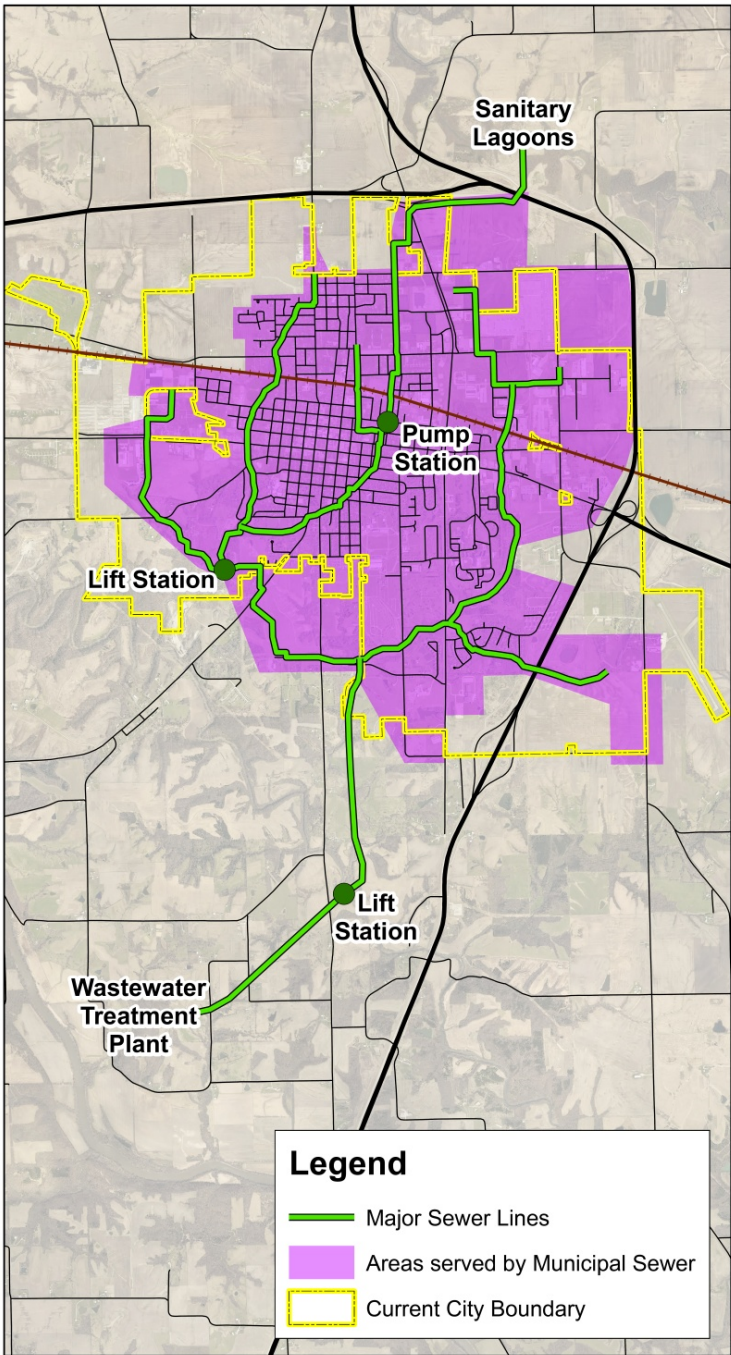 Sanitary
Lagoons
Pump
Station
Lift Station
Lift
Station
Wastewater
Treatment
Plant
Legend
Major Sewer Lines
Areas served by Municipal Sewer
Current City Boundary